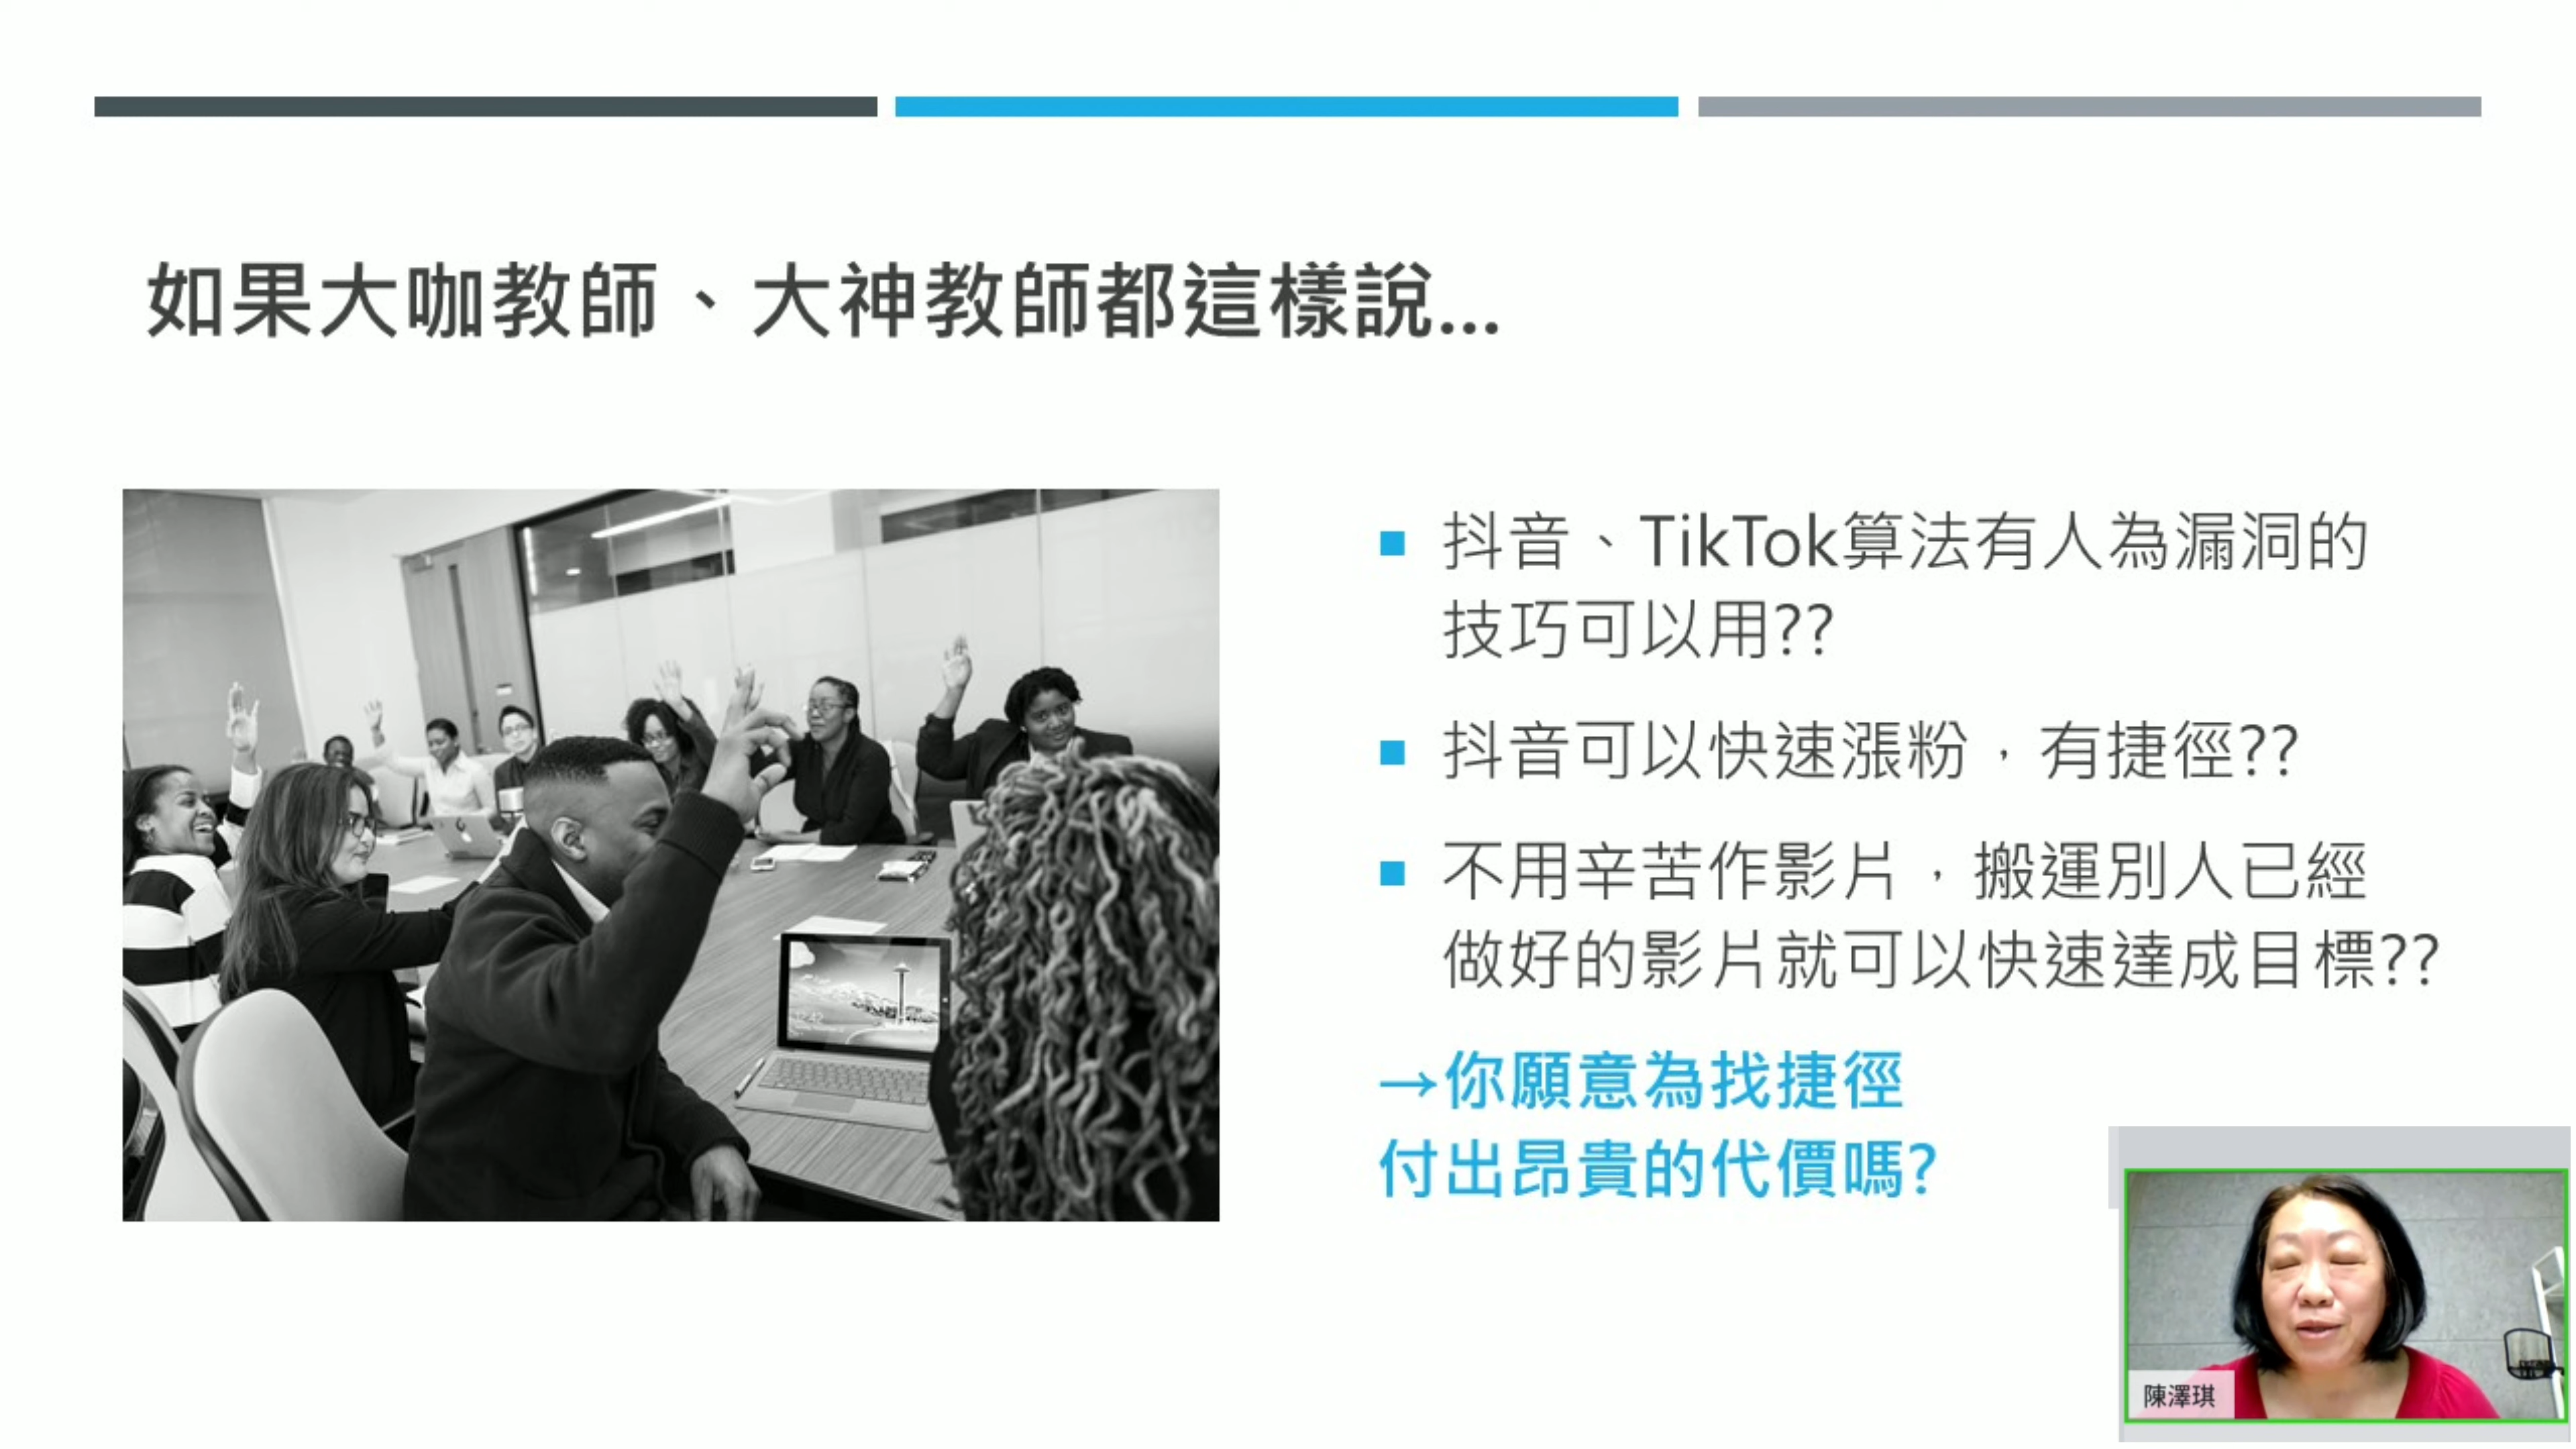 如果大咖教師、大神教師都這樣說...
抖音、TikTok算法有人為漏洞的
技巧可以用??
抖音可以快速漲粉，有捷徑??
不用辛苦作影片，搬運別人已經
做好的影片就可以快速達成目標??
→你願意為找捷徑
付出昂貴的代價嗎?
陳澤琪